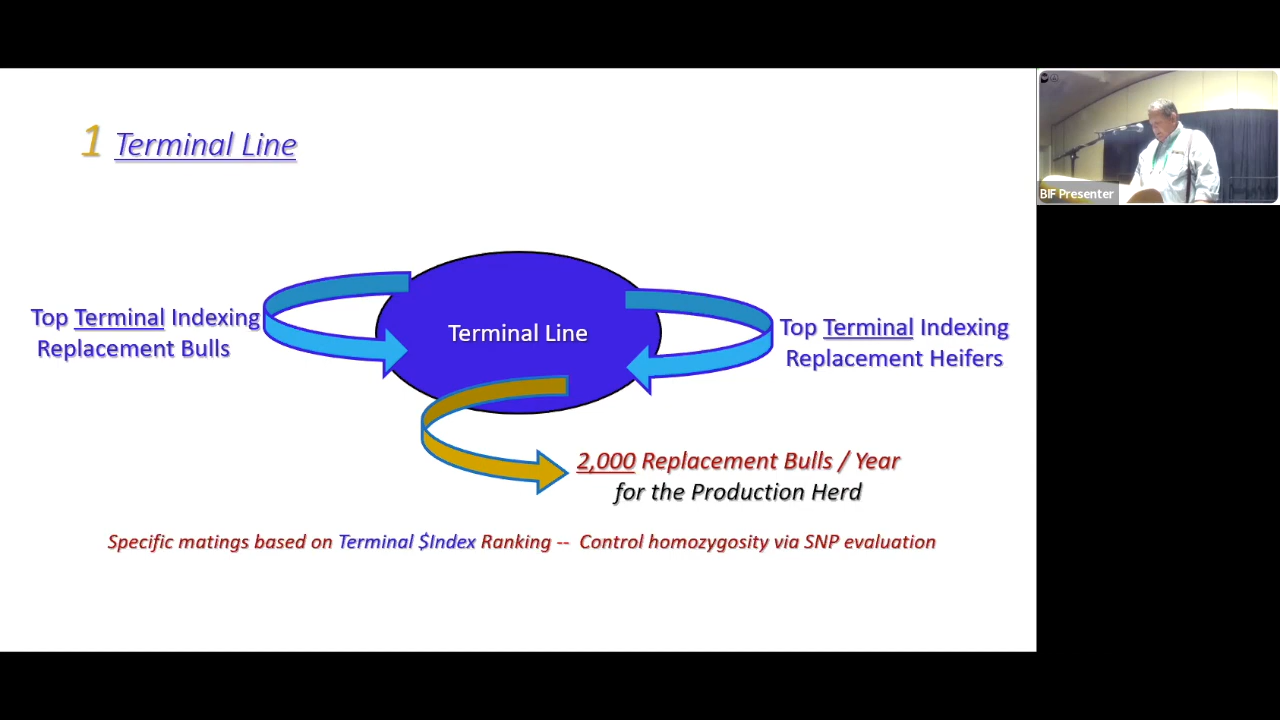 1 Terminal Line
Top Terminal Indexing
Replacement Bulls
Terminal Line
Top Terminal Indexing
Replacement Heifers
2,000 Replacement Bulls / Year
for the Production Herd
Specific matings based on Terminal $Index Ranking -- Control homozygosity via SNP evaluation
BIF Presenter